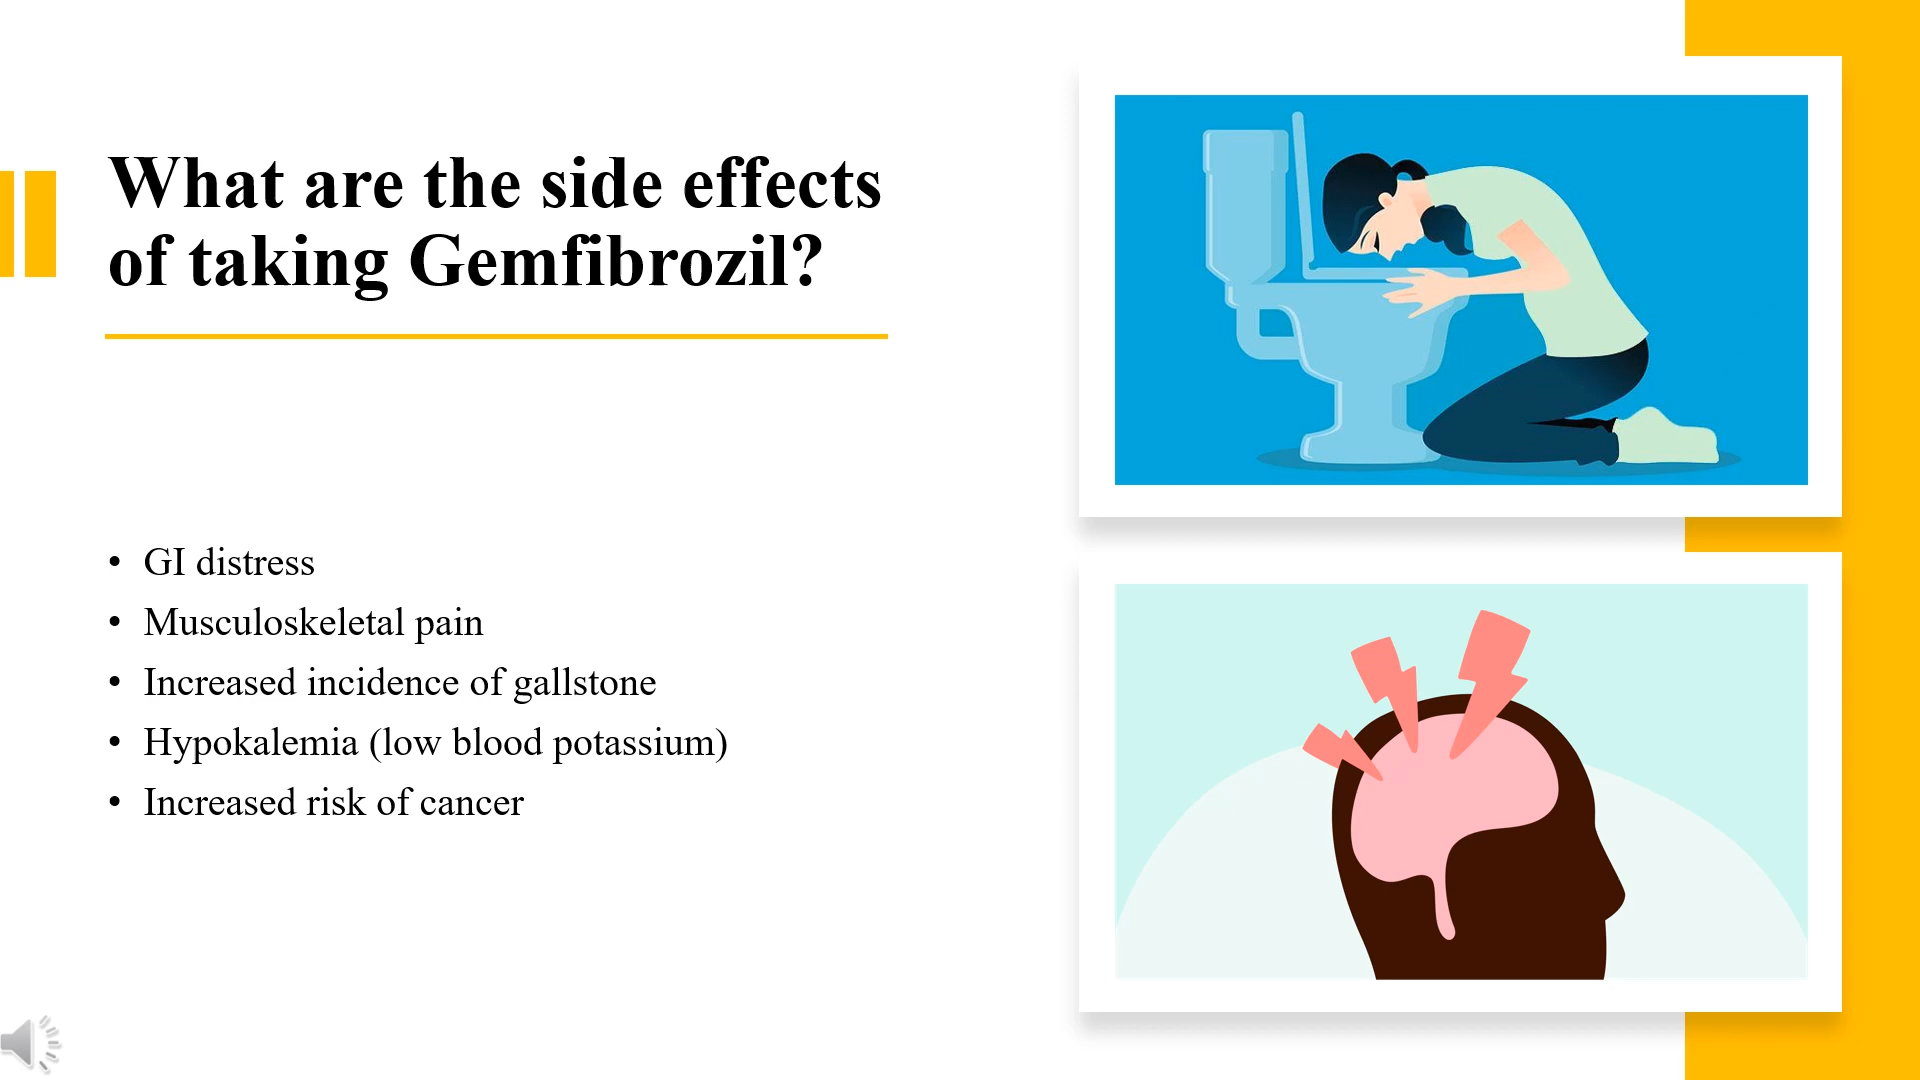 What are the side effects
of taking Gemfibrozil?
• GI distress
• Musculoskeletal pain
• Increased incidence of gallstone
• Hypokalemia (low blood potassium)
• Increased risk of cancer